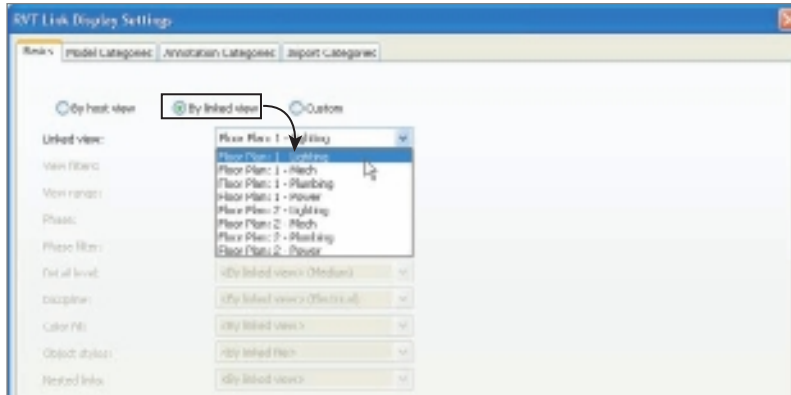 RVT Link Display Settings
Basics Model Categories Annotation Categories Import Categories
By host view By linked view Custom
Linked view: Floor Plan: 1 - Lighting
Floor Plan: 1 - Lighting
View filters:
Floor Plan: 1 - Mech
Floor Plan: 1 - Plumbing
View range:
Floor Plan: 1 - Power
Floor Plan: 2 - Lighting
Phase:
Floor Plan: 2 - Mech
Floor Plan: 2 - Plumbing
Phase filter:
Floor Plan: 2 - Power
Detail level: <By linked view> (Medium)
Discipline: <By linked view> (Electrical)
Color fill: <By linked view>
Object styles: <By linked file>
Nested links: <By linked view>